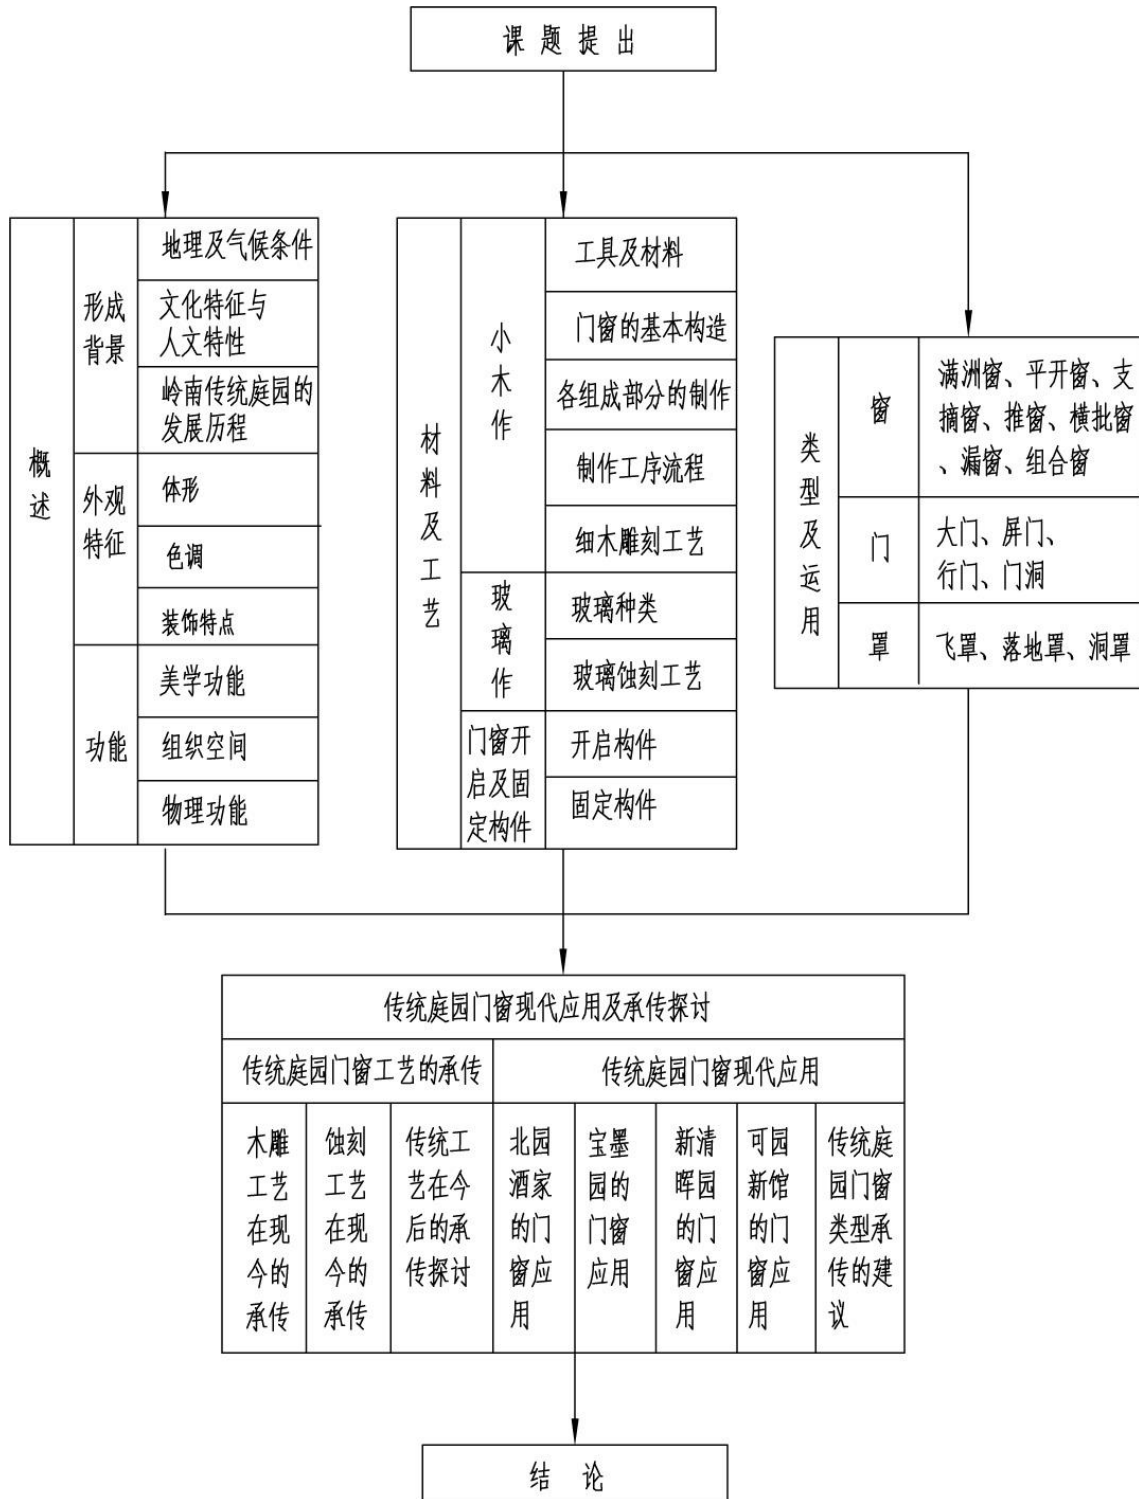 课题提出
概述
形成
背景
地理及气候条件
文化特征与
人文特性
岭南传统庭园的
发展历程
外观
特征
体形
色调
装饰特点
功能
美学功能
组织空间
物理功能
材料及工艺
小木作
工具及材料
门窗的基本构造
各组成部分的制作
制作工序流程
细木雕刻工艺
玻璃作
玻璃种类
玻璃蚀刻工艺
门窗开
启及固
定构件
开启构件
固定构件
类型及运用
窗
满洲窗、平开窗、支
摘窗、推窗、横批窗
、漏窗、组合窗
门
大门、屏门、
行门、门洞
罩
飞罩、落地罩、洞罩
传统庭园门窗现代应用及承传探讨
传统庭园门窗工艺的承传
传统庭园门窗现代应用
木雕
工艺
在现
今的
承传
蚀刻
工艺
在现
今的
承传
传统工
艺在今
后的承
传探讨
北园
酒家
的门
窗应
用
宝墨
园的
门窗
应用
新清
晖园
的门
窗应
用
可园
新馆
的门
窗应
用
传统庭
园门窗
类型承
传的建
议
结论